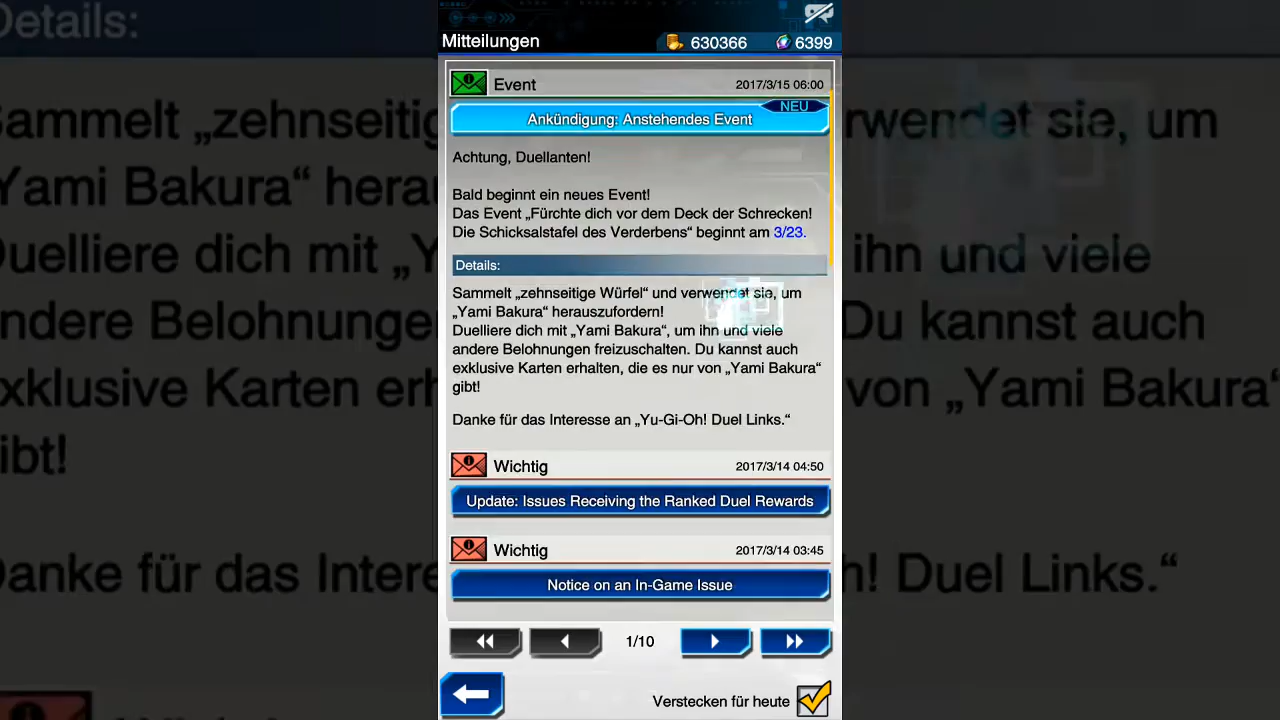 Mitteilungen
630366
6399
Event
2017/3/15 06:00
NEU
Ankündigung: Anstehendes Event
Achtung, Duellanten!
Bald beginnt ein neues Event!
Das Event „Fürchte dich vor dem Deck der Schrecken!
Die Schicksalstafel des Verderbens“ beginnt am 3/23.
Details:
Sammelt „zehnseitige Würfel“ und verwendet sie, um
„Yami Bakura“ herauszufordern!
Duelliere dich mit „Yami Bakura“, um ihn und viele
andere Belohnungen freizuschalten. Du kannst auch
exklusive Karten erhalten, die es nur von „Yami Bakura“
gibt!
Danke für das Interesse an „Yu-Gi-Oh! Duel Links.“
Wichtig
2017/3/14 04:50
Update: Issues Receiving the Ranked Duel Rewards
Wichtig
2017/3/14 03:45
Notice on an In-Game Issue
1/10
Verstecken für heute